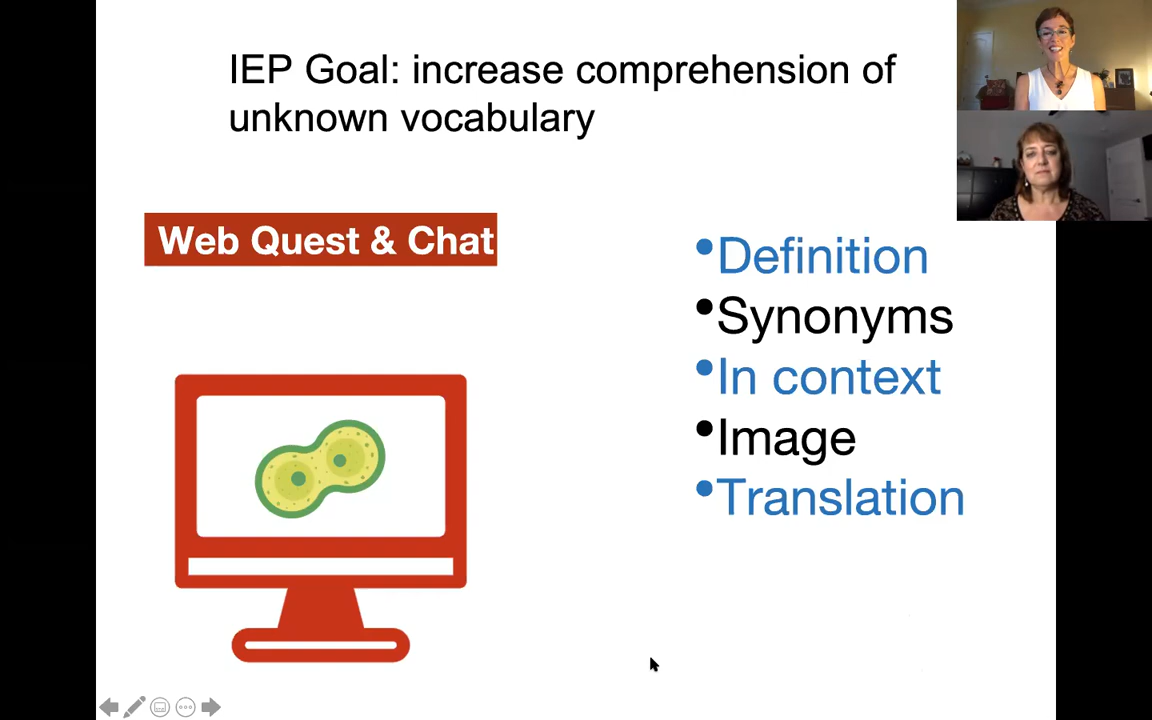 IEP Goal: increase comprehension of
unknown vocabulary
Web Quest & Chat
•Definition
•Synonyms
•In context
•Image
•Translation